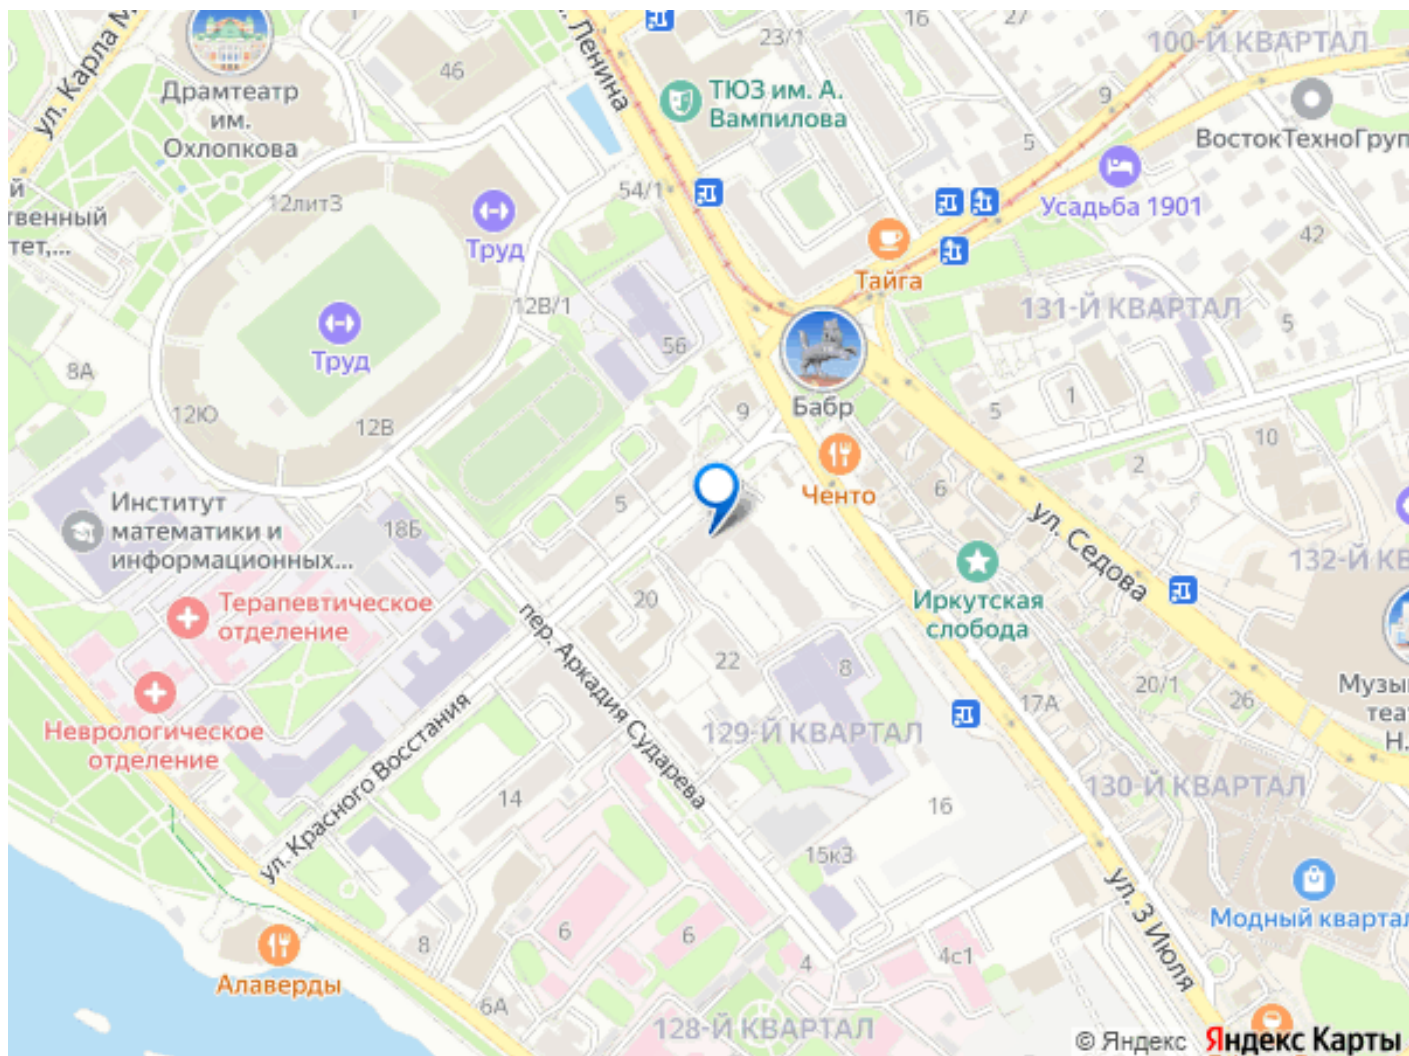 ул. Карла М
Драмтеатр
им.
Охлопкова
46
л. Ленина
23/1
16
27
100-Й КВАРТАЛ
ТЮЗ им. А.
Вампилова
9
5
ВостокТехноГруп
й
твенный
тет,...
12лит3
Труд
54/1
Усадьба 1901
42
Тайга
131-Й КВАРТАЛ
5
12В/1
Труд
56
8А
Бабр
9
5
1
12Ю
12В
10
2
Ченто
6
5
ул. Седова
Институт
математики и
информационных...
18Б
132-Й КВ
Терапевтическое
отделение
20
пер. Аркадия Сударева
Иркутская
слобода
22
8
17А
20/1
26
Музы
теа
Н.
Неврологическое
отделение
129-Й КВАРТАЛ
ул. Красного Восстания
130-Й КВАРТАЛ
14
16
15к3
ул. 3 Июля
Модный квартал
8
6
6
4
4с1
Алаверды
6А
128-Й КВАРТАЛ
© Яндекс Яндекс Карты